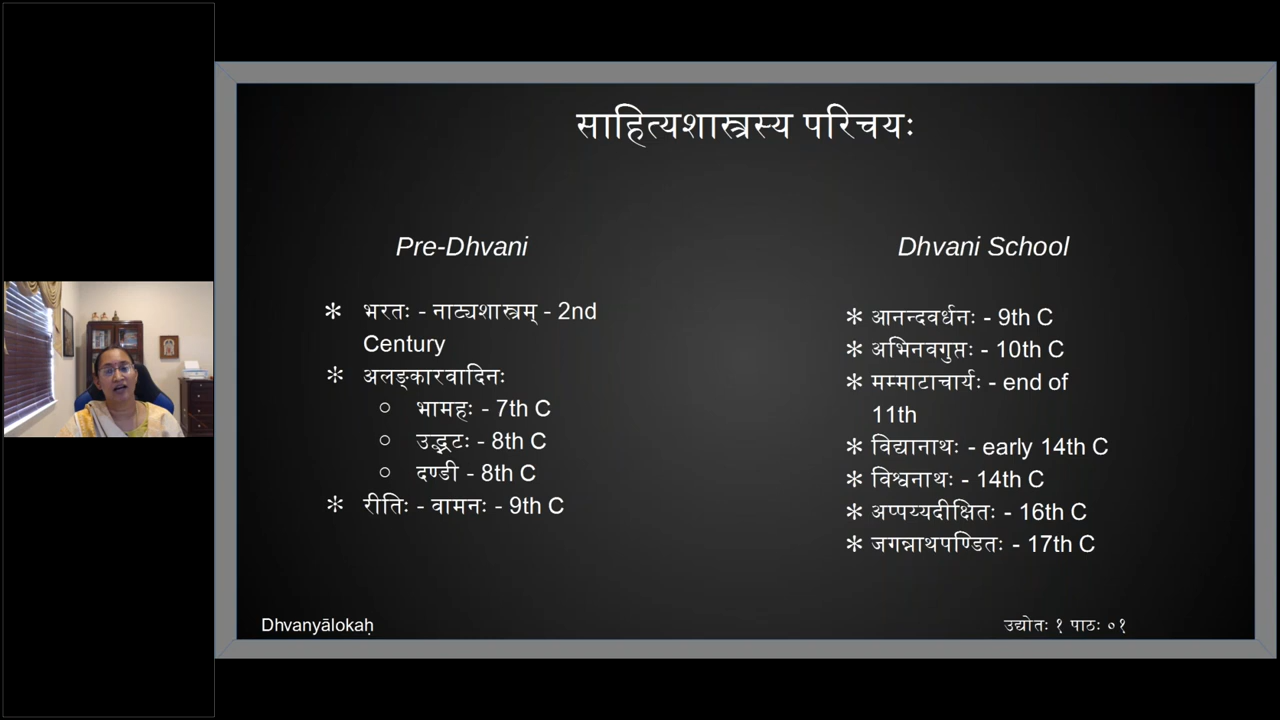 साहित्यशास्त्रस्य परिचयः
Pre-Dhvani
भरतः - नाट्यशास्त्रम् - 2nd
Century
अलङ्कारवादिनः
भामहः - 7th C
उद्भटः - 8th C
दण्डी - 8th C
रीतिः - वामनः - 9th C
Dhvani School
आनन्दवर्धनः - 9th C
अभिनवगुप्तः - 10th C
मम्माटाचार्यः - end of
11th
विद्यानाथः - early 14th C
विश्वनाथः - 14th C
अप्पय्यदीक्षितः - 16th C
जगन्नाथपण्डितः - 17th C
Dhvanyālokaḥ
उद्योतः १ पाठः ०१